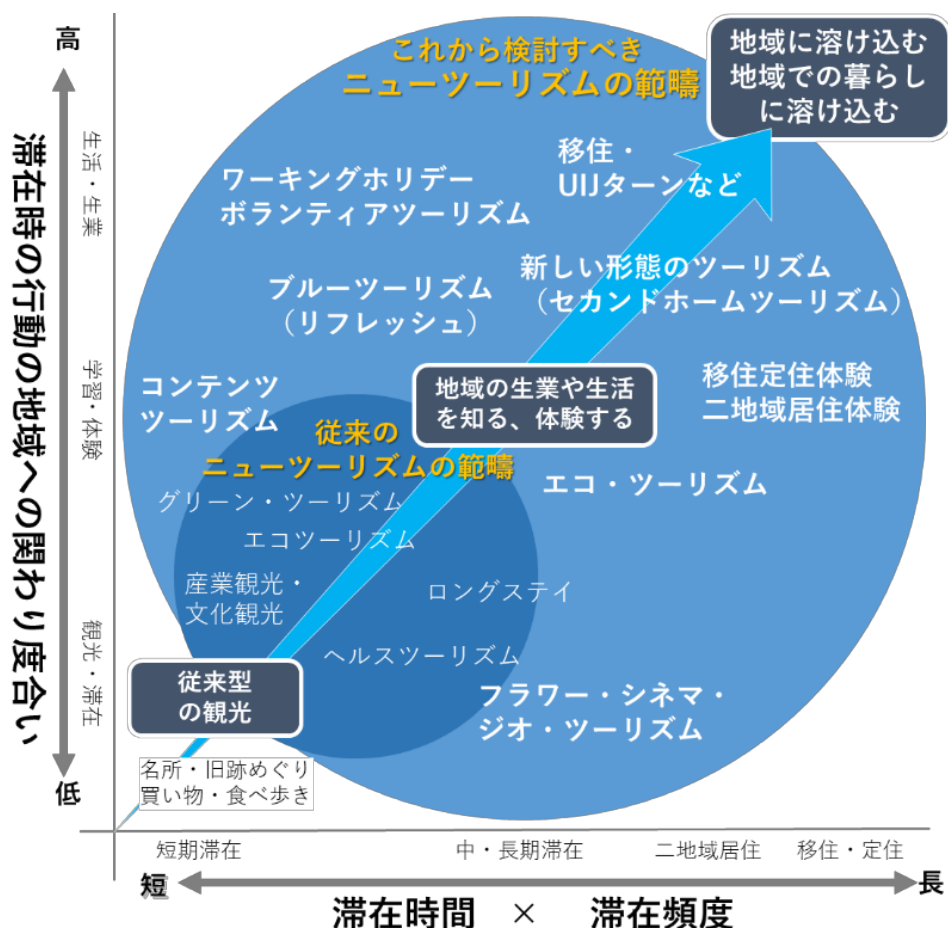 高
これから検討すべき
ニューツーリズムの範疇
地域に溶け込む
地域での暮らし
に溶け込む
滞在時の行動の地域への関わり度合い
生活・生業
ワーキングホリデー
ボランティアツーリズム
移住・
UIJターンなど
ブルーツーリズム
（リフレッシュ）
新しい形態のツーリズム
（セカンドホームツーリズム）
学習・体験
コンテンツ
ツーリズム
地域の生業や生活
を知る、体験する
移住定住体験
二地域居住体験
従来の
ニューツーリズムの範疇
エコ・ツーリズム
グリーン・ツーリズム
エコツーリズム
産業観光・
文化観光
ロングステイ
観光・滞在
ヘルスツーリズム
従来型
の観光
フラワー・シネマ・
ジオ・ツーリズム
名所・旧跡めぐり
買い物・食べ歩き
低
短期滞在
中・長期滞在
二地域居住
移住・定住
短
長
滞在時間 × 滞在頻度